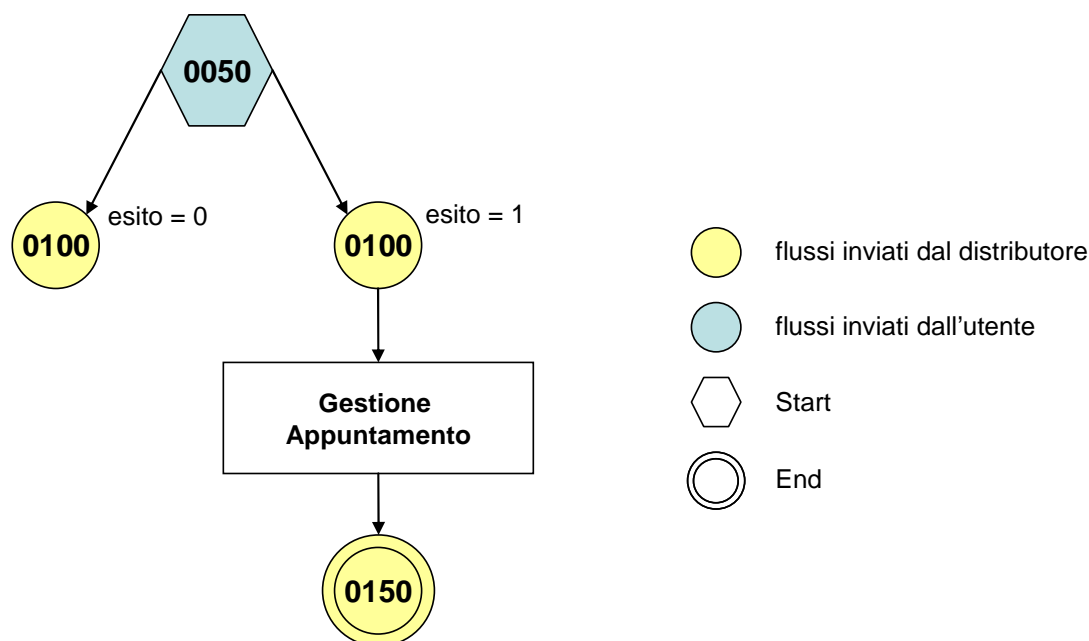 0050
esito = 0
esito = 1
0100
0100
Gestione
Appuntamento
0150
flussi inviati dal distributore
flussi inviati dall'utente
Start
End